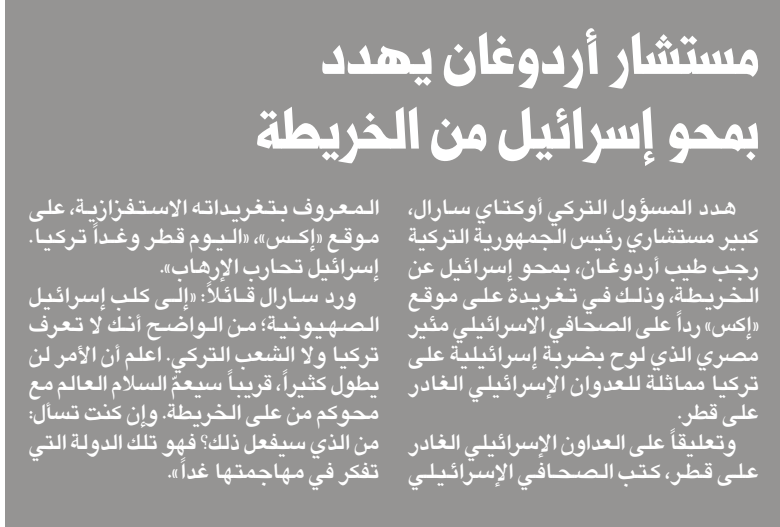 مستشار أردوغان يهدد
بمحو إسرائيل من الخريطة
هدد المسؤول التركي أوكتاي سارال،
كبير مستشاري رئيس الجمهورية التركية
رجب طيب أردوغان، بمحو إسرائيل عن
الخريطة، وذلك في تغريدة على موقع
«إكس» رداً على الصحافي الاسرائيلي مئير
مصري الذي لوح بضربة إسرائيلية على
تركيا مماثلة للعدوان الإسرائيلي الغادر
على قطر.
وتعليقاً على العداون الإسرائيلي الغادر
على قطر، كتب الصحافي الإسرائيلي
المعروف بتغريداته الاستفزازية، على
موقع «إكس»، «اليوم قطر وغداً تركيا.
إسرائيل تحارب الإرهاب».
ورد سارال قائلاً: «إلى كلب إسرائيل
الصهيونية؛ من الواضح أنك لا تعرف
تركيا ولا الشعب التركي. اعلم أن الأمر لن
يطول كثيراً، قريباً سيعمّ السلام العالم مع
محوكم من على الخريطة. وإن كنت تسأل:
من الذي سيفعل ذلك؟ فهو تلك الدولة التي
تفكر في مهاجمتها غداً».